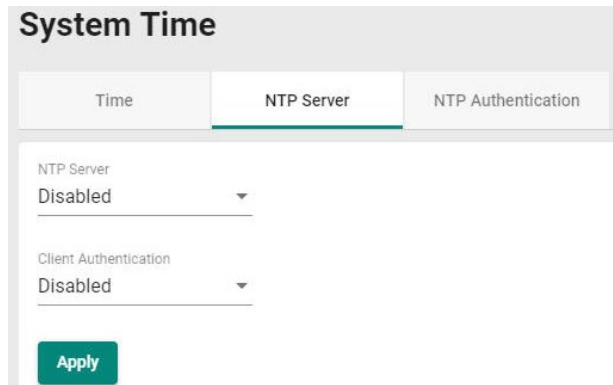 System Time
Time NTP Server NTP Authentication
NTP Server
Disabled
Client Authentication
Disabled
Apply